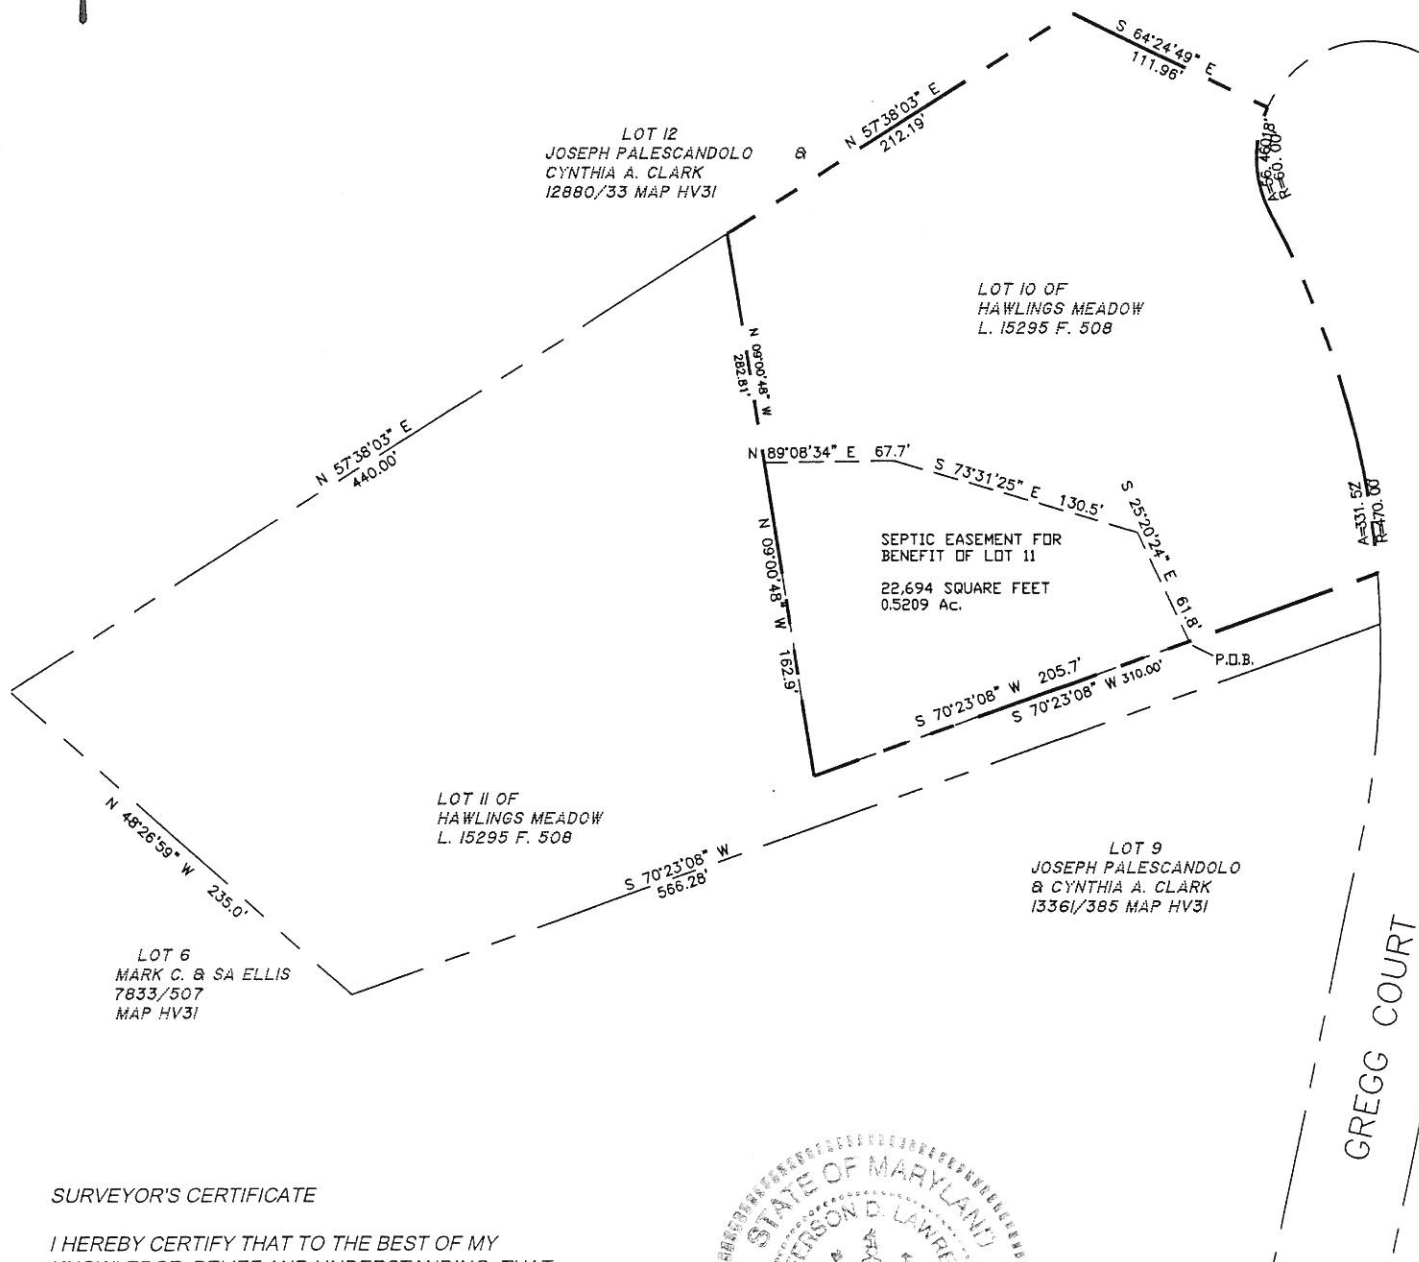 S 64°24'49" E
111.96'
N 57°38'03" E
212.19'
LOT 12
JOSEPH PALESCANDOLO &
CYNTHIA A. CLARK
12880/33 MAP HV31
R=60.00'
LOT 10 OF
HAWLINGS MEADOW
L. 15295 F. 508
N 09°00'48" W
282.81'
N 57°38'03" E
440.00'
N 89°08'34" E 67.7'
S 73°31'25" E 130.5'
S 25°20'24" E 61.8'
A=331.52
R=470.00'
N 09°00'48" W 162.9'
SEPTIC EASEMENT FOR
BENEFIT OF LOT 11
22,694 SQUARE FEET
0.5209 Ac.
P.O.B.
S 70°23'08" W 205.7'
S 70°23'08" W 310.00'
LOT 11 OF
HAWLINGS MEADOW
L. 15295 F. 508
N 48°26'59" W 235.0'
S 70°23'08" W
566.28'
LOT 9
JOSEPH PALESCANDOLO
& CYNTHIA A. CLARK
13361/385 MAP HV31
LOT 6
MARK C. & SA ELLIS
7833/507
MAP HV31
GREGG COURT
SURVEYOR'S CERTIFICATE
I HEREBY CERTIFY THAT TO THE BEST OF MY
KNOWLEDGE, BELIEF AND UNDERSTANDING, THAT
STATE OF MARYLAND
ERSON D. LAWRE